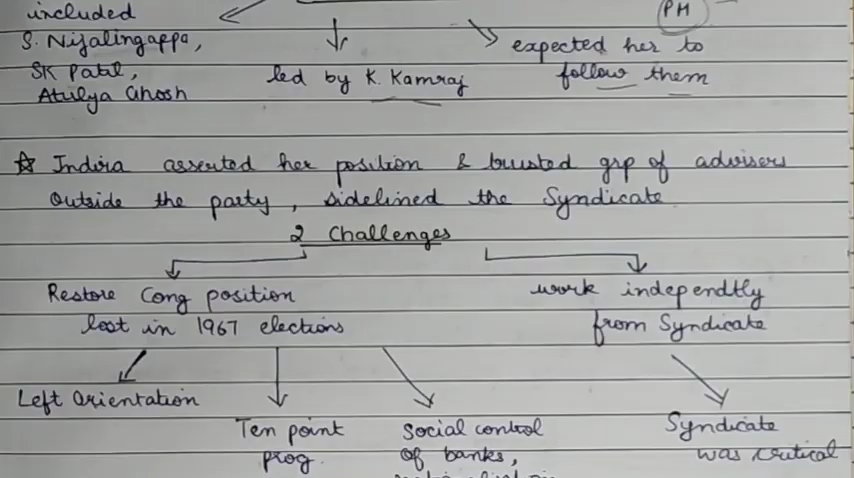 PM
included
S. Nijalingappa,
SK Patil,
Atulya Ghosh
led by K. Kamraj
expected her to
follow them
☆ Indira asserted her position & trusted grp of advisers
outside the party, sidelined the Syndicate
2 Challenges
Restore Cong position
lost in 1967 elections
work independtly
from Syndicate
Left Orientation
Ten point
prog
Social control
of banks,
Syndicate
was critical